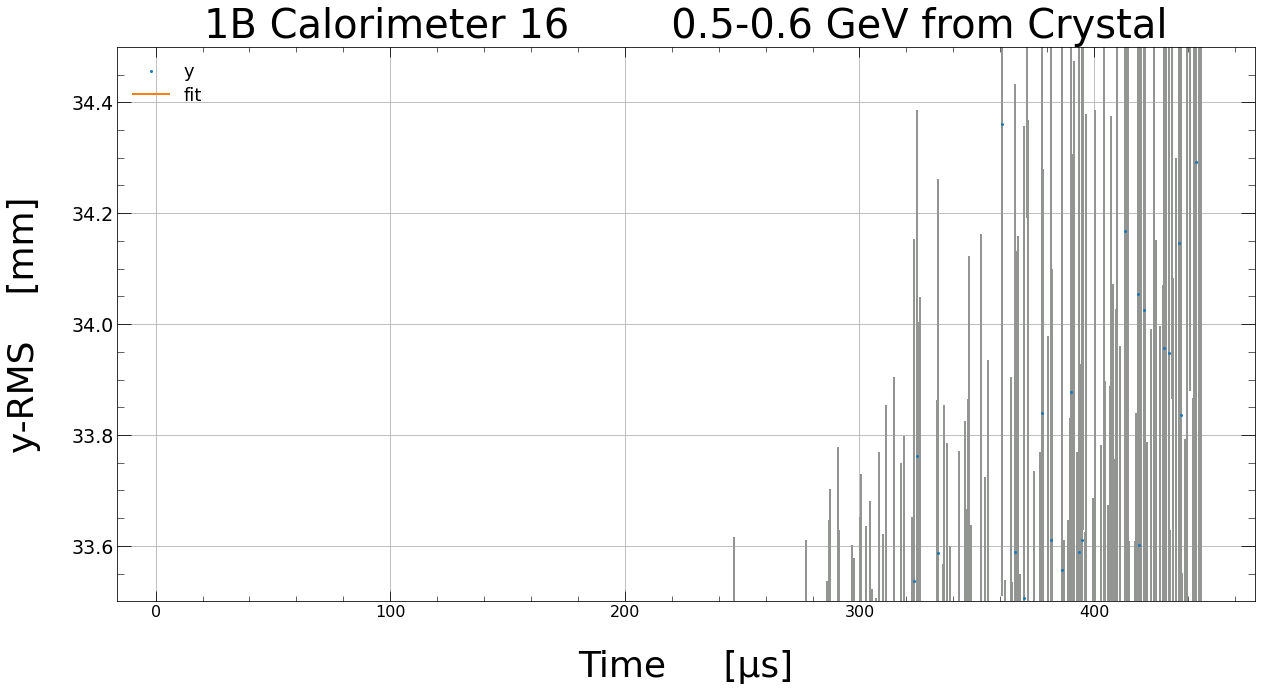 1B Calorimeter 16 0.5-0.6 GeV from Crystal
y
fit
34.4
34.2
34.0
33.8
33.6
y-RMS [mm]
0 100 200 300 400
Time [μs]